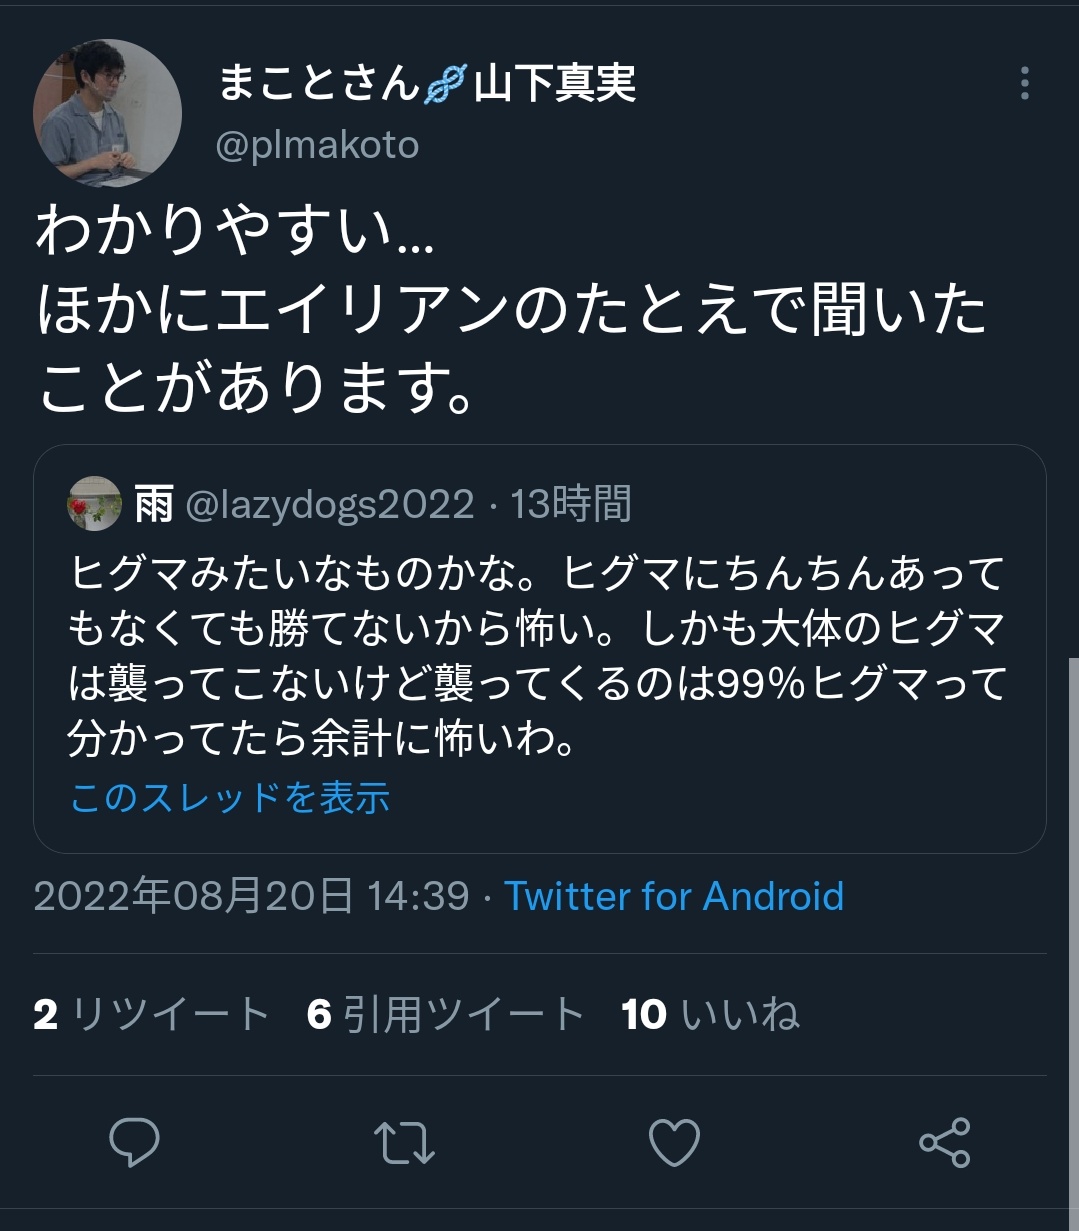 まことさん🧬山下真実
@plmakoto
わかりやすい...
ほかにエイリアンのたとえで聞いた
ことがあります。
雨 @lazydogs2022 · 13時間
ヒグマみたいなものかな。ヒグマにちんちんあって
もなくても勝てないから怖い。しかも大体のヒグマ
は襲ってこないけど襲ってくるのは99%ヒグマって
分かってたら余計に怖いわ。
このスレッドを表示
2022年08月20日 14:39 · Twitter for Android
2 リツイート 6 引用ツイート 10 いいね